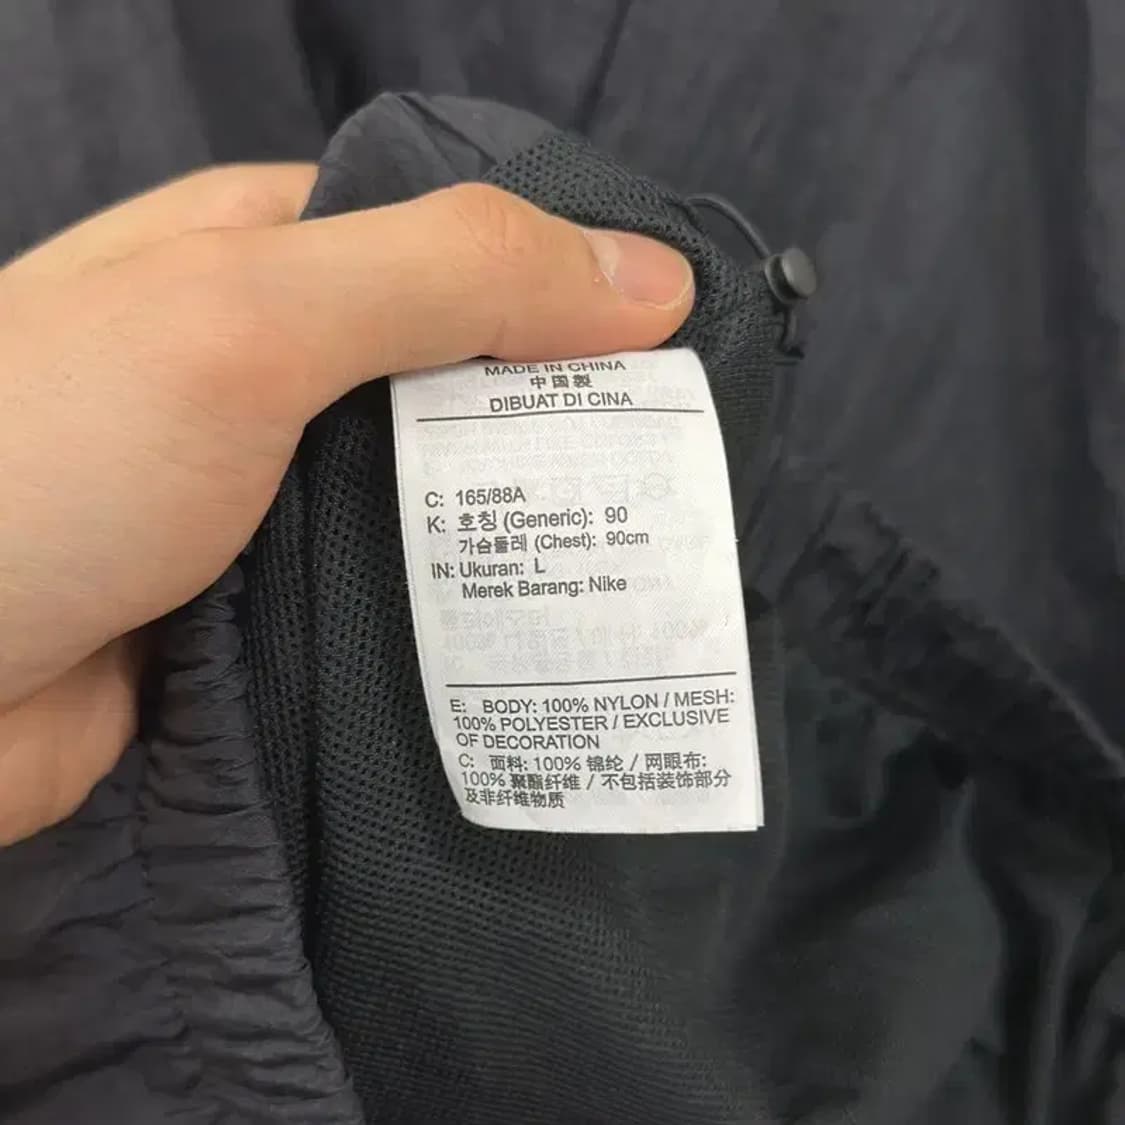 MADE IN CHINA
中国製
DIBUAT DI CINA
C: 165/88A
K: 호칭 (Generic): 90
가슴둘레 (Chest): 90cm
IN: Ukuran: L
Merek Barang: Nike
E: BODY: 100% NYLON / MESH:
100% POLYESTER / EXCLUSIVE
OF DECORATION
C: 面料: 100% 锦纶 / 网眼布:
100% 聚酯纤维 / 不包括装饰部分
及非纤维物质